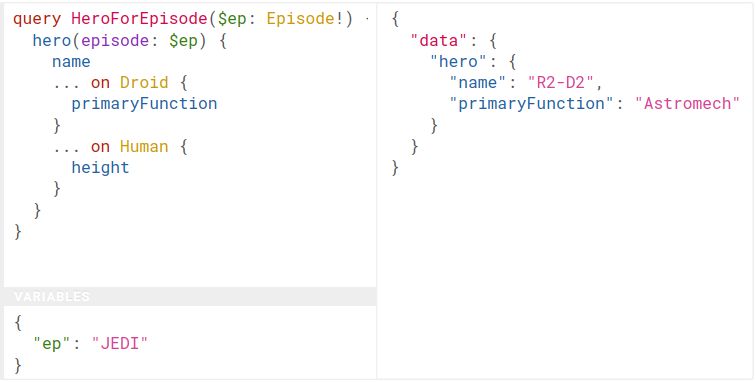 query HeroForEpisode($ep: Episode!)
  hero(episode: $ep) {
    name
    ... on Droid {
      primaryFunction
    }
    ... on Human {
      height
    }
  }
}
VARIABLES
{
  "ep": "JEDI"
}
{
  "data": {
    "hero": {
      "name": "R2-D2",
      "primaryFunction": "Astromech"
    }
  }
}